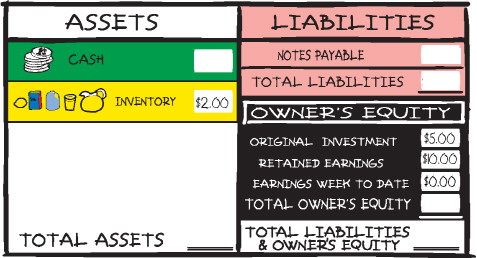 ASSETS
CASH
INVENTORY $2.00
TOTAL ASSETS
LIABILITIES
NOTES PAYABLE
TOTAL LIABILITIES
OWNER'S EQUITY
ORIGINAL INVESTMENT $5.00
RETAINED EARNINGS $10.00
EARNINGS WEEK TO DATE $0.00
TOTAL OWNER'S EQUITY
TOTAL LIABILITIES
& OWNER'S EQUITY